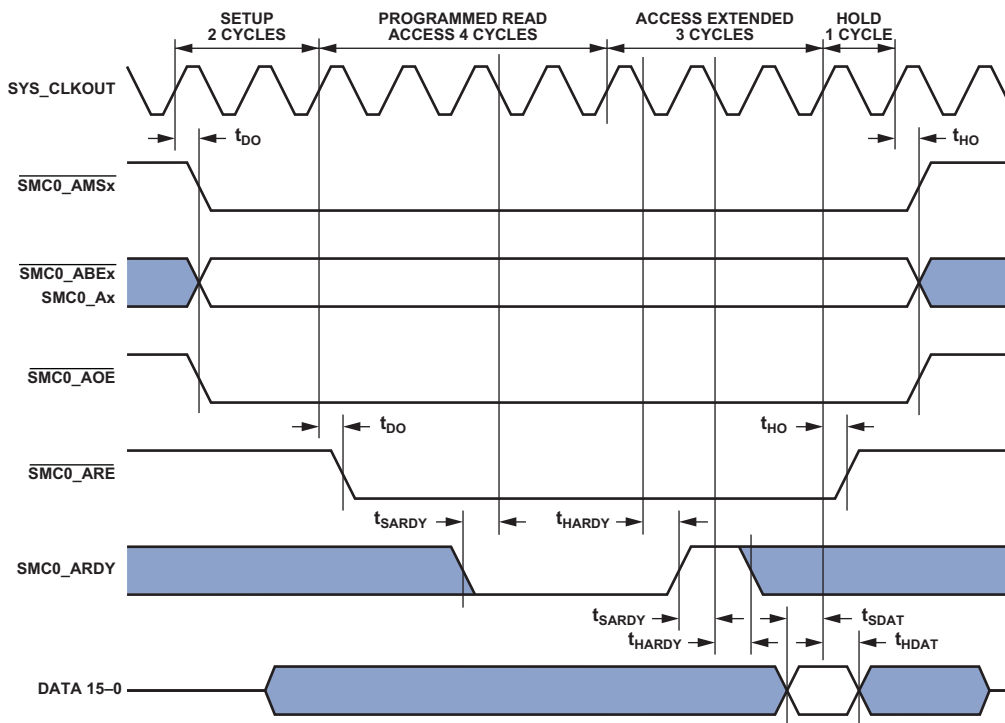 SETUP
2 CYCLES
PROGRAMMED READ
ACCESS 4 CYCLES
ACCESS EXTENDED
3 CYCLES
HOLD
1 CYCLE
SYS_CLKOUT
tDO
tHO
SMC0_AMSx
SMC0_ABEx
SMC0_Ax
SMC0_AOE
tDO
tHO
SMC0_ARE
tSARDY
tHARDY
SMC0_ARDY
tSARDY
tSDAT
tHARDY
tHDAT
DATA 15–0